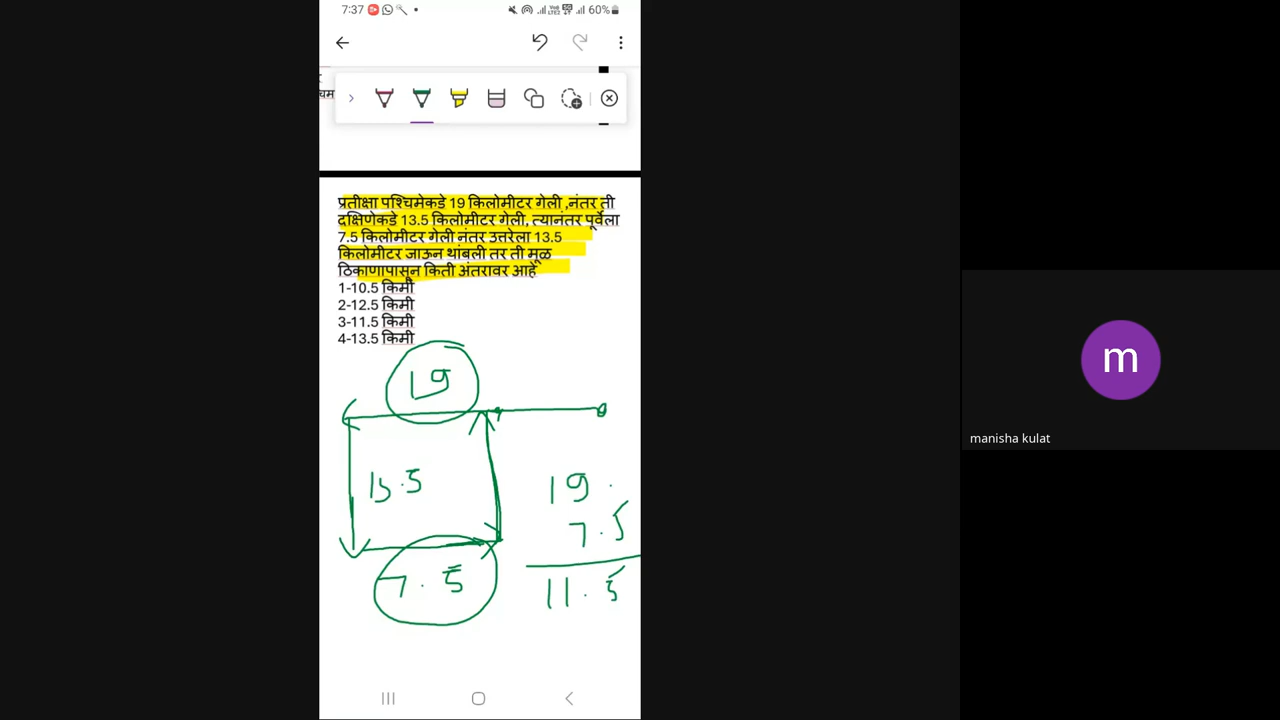 7:37
60%
चम
प्रतीक्षा पश्चिमेकडे 19 किलोमीटर गेली ,नंतर ती
दक्षिणेकडे 13.5 किलोमीटर गेली, त्यानंतर पूर्वेला
7.5 किलोमीटर गेली नंतर उत्तरेला 13.5
किलोमीटर जाऊन थांबली तर ती मूळ
ठिकाणापासून किती अंतरावर आहे
1-10.5 किमी
2-12.5 किमी
3-11.5 किमी
4-13.5 किमी
19
13.5
19.
7.5
7.5
11.5
m
manisha kulat